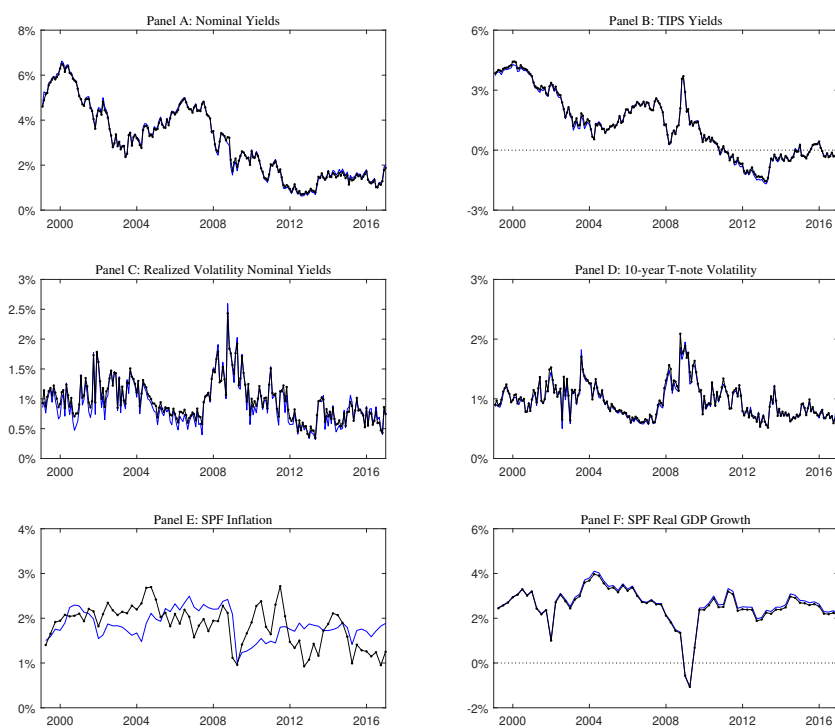 Panel A: Nominal Yields
8%
6%
4%
2%
0%
2000 2004 2008 2012 2016
Panel B: TIPS Yields
6%
3%
0%
-3%
2000 2004 2008 2012 2016
Panel C: Realized Volatility Nominal Yields
3%
2.5%
2%
1.5%
1%
0.5%
0%
2000 2004 2008 2012 2016
Panel D: 10-year T-note Volatility
3%
2%
1%
0%
2000 2004 2008 2012 2016
Panel E: SPF Inflation
4%
3%
2%
1%
0%
2000 2004 2008 2012 2016
Panel F: SPF Real GDP Growth
6%
4%
2%
0%
-2%
2000 2004 2008 2012 2016